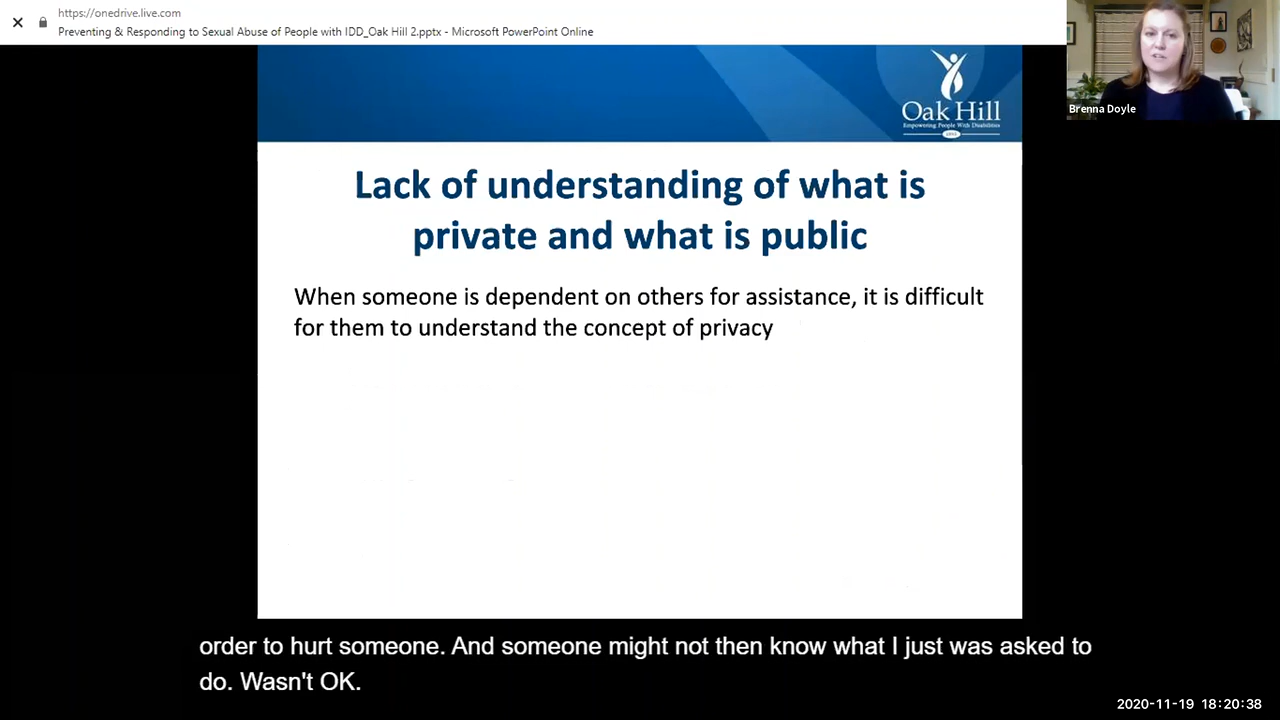 https://onedrive.live.com
Preventing & Responding to Sexual Abuse of People with IDD_Oak Hill 2.pptx - Microsoft PowerPoint Online
Brenna Doyle
Oak Hill
Empowering People With Disabilities
Lack of understanding of what is
private and what is public
When someone is dependent on others for assistance, it is difficult
for them to understand the concept of privacy
order to hurt someone. And someone might not then know what I just was asked to
do. Wasn't OK.
2020-11-19 18:20:38